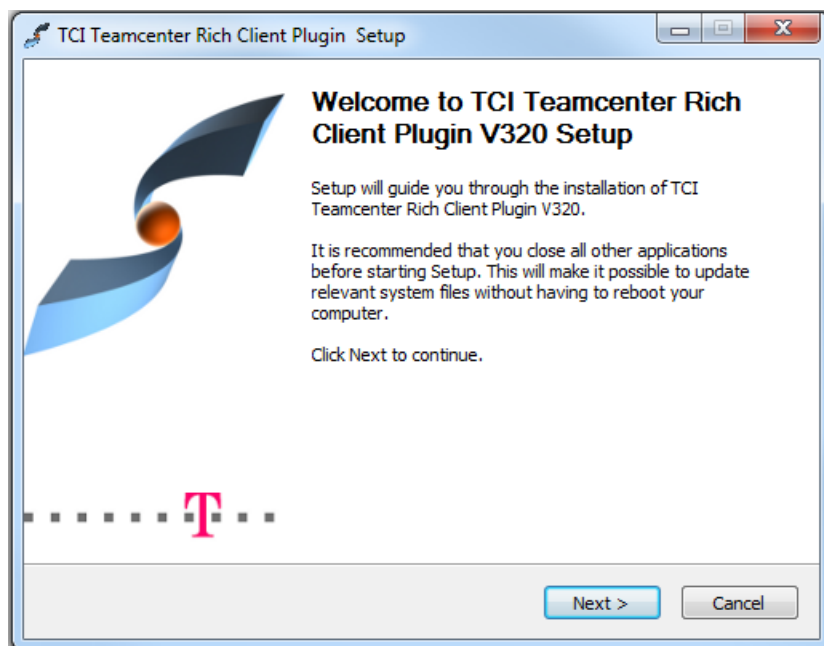 TCI Teamcenter Rich Client Plugin  Setup
Welcome to TCI Teamcenter Rich
Client Plugin V320 Setup
Setup will guide you through the installation of TCI
Teamcenter Rich Client Plugin V320.
It is recommended that you close all other applications
before starting Setup. This will make it possible to update
relevant system files without having to reboot your
computer.
Click Next to continue.
T
Next >
Cancel